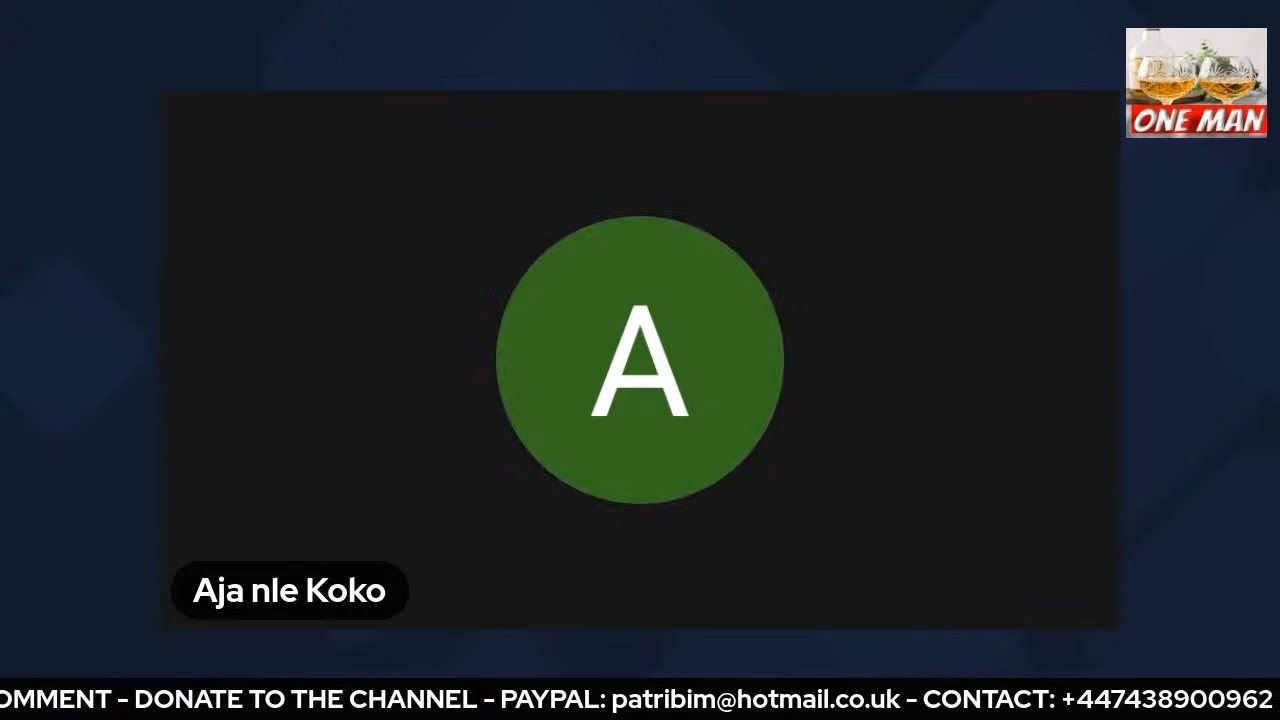 ONE MAN
A
Aja nle Koko
OMMENT - DONATE TO THE CHANNEL - PAYPAL: patribim@hotmail.co.uk - CONTACT: +447438900962